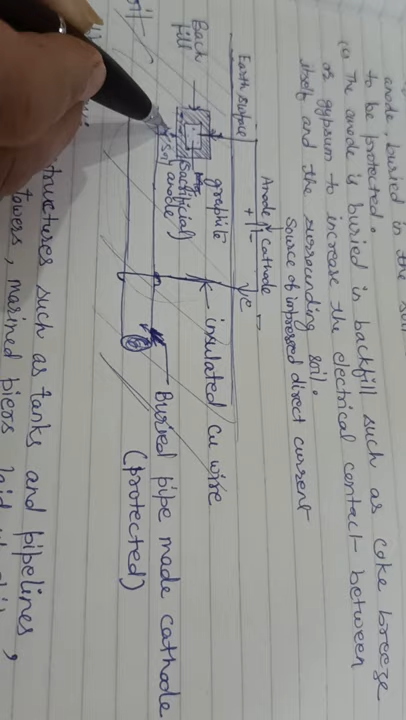 anode, buried in the soil
to be protected.
The anode is buried in backfill such as coke breeze
or gypsum to increase the electrical contact between
itself and the surrounding soil.
Source of impressed direct current
Anode cathode
+ -
Earth surface
Back
fill
graphite
(Sacrificial
anode)
insulated cu wire
Buried pipe made cathode
(protected)
structures such as tanks and pipelines,
towers, marined piers, laid